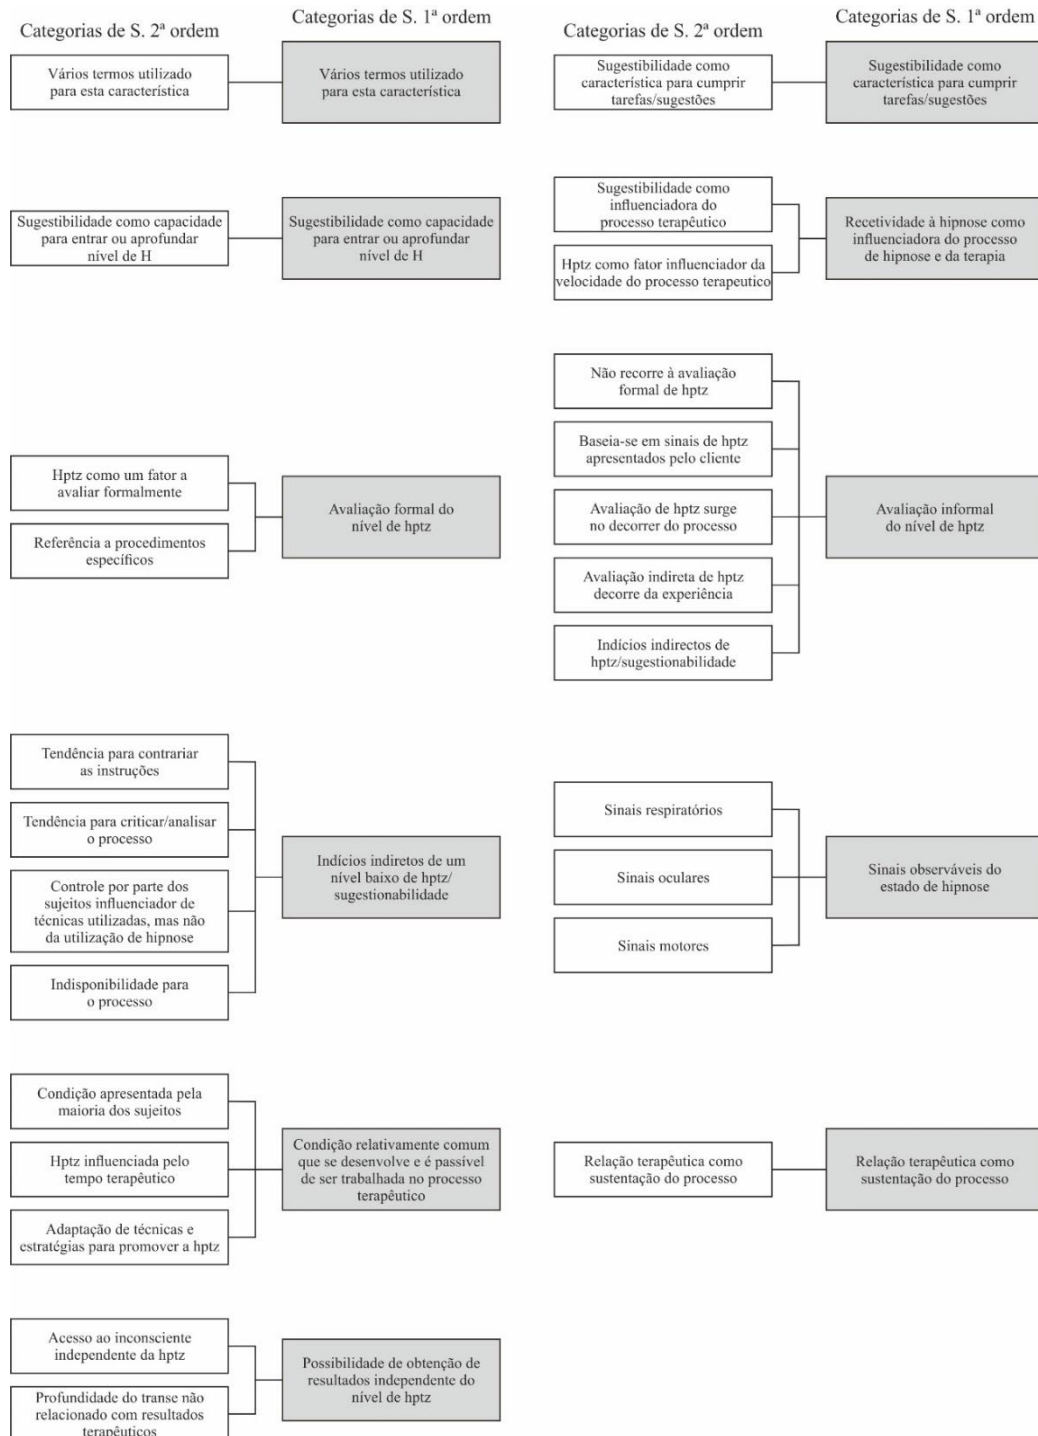 Categorias de S. 2ª ordem
Categorias de S. 1ª ordem
Vários termos utilizado
para esta característica
Vários termos utilizado
para esta característica
Sugestibilidade como capacidade
para entrar ou aprofundar
nível de H
Sugestibilidade como capacidade
para entrar ou aprofundar
nível de H
Hptz como um fator a
avaliar formalmente
Referência a procedimentos
específicos
Avaliação formal do
nível de hptz
Tendência para contrariar
as instruções
Tendência para criticar/analisar
o processo
Controle por parte dos
sujeitos influenciador de
técnicas utilizadas, mas não
da utilização de hipnose
Indisponibilidade para
o processo
Indícios indiretos de um
nível baixo de hptz/
sugestionabilidade
Condição apresentada pela
maioria dos sujeitos
Hptz influenciada pelo
tempo terapêutico
Adaptação de técnicas e
estratégias para promover a hptz
Condição relativamente comum
que se desenvolve e é passível
de ser trabalhada no processo
terapêutico
Acesso ao inconsciente
independente da hptz
Profundidade do transe não
relacionado com resultados
terapêuticos
Possibilidade de obtenção de
resultados independente do
nível de hptz
Categorias de S. 2ª ordem
Categorias de S. 1ª ordem
Sugestibilidade como
característica para cumprir
tarefas/sugestões
Sugestibilidade como
característica para cumprir
tarefas/sugestões
Sugestibilidade como
influenciadora do
processo terapêutico
Hptz como fator influenciador da
velocidade do processo terapeutico
Recetividade à hipnose como
influenciadora do processo
de hipnose e da terapia
Não recorre à avaliação
formal de hptz
Baseia-se em sinais de hptz
apresentados pelo cliente
Avaliação de hptz surge
no decorrer do processo
Avaliação indireta de hptz
decorre da experiência
Indícios indirectos de
hptz/sugestionabilidade
Avaliação informal
do nível de hptz
Sinais respiratórios
Sinais oculares
Sinais motores
Sinais observáveis do
estado de hipnose
Relação terapêutica como
sustentação do processo
Relação terapêutica como
sustentação do processo